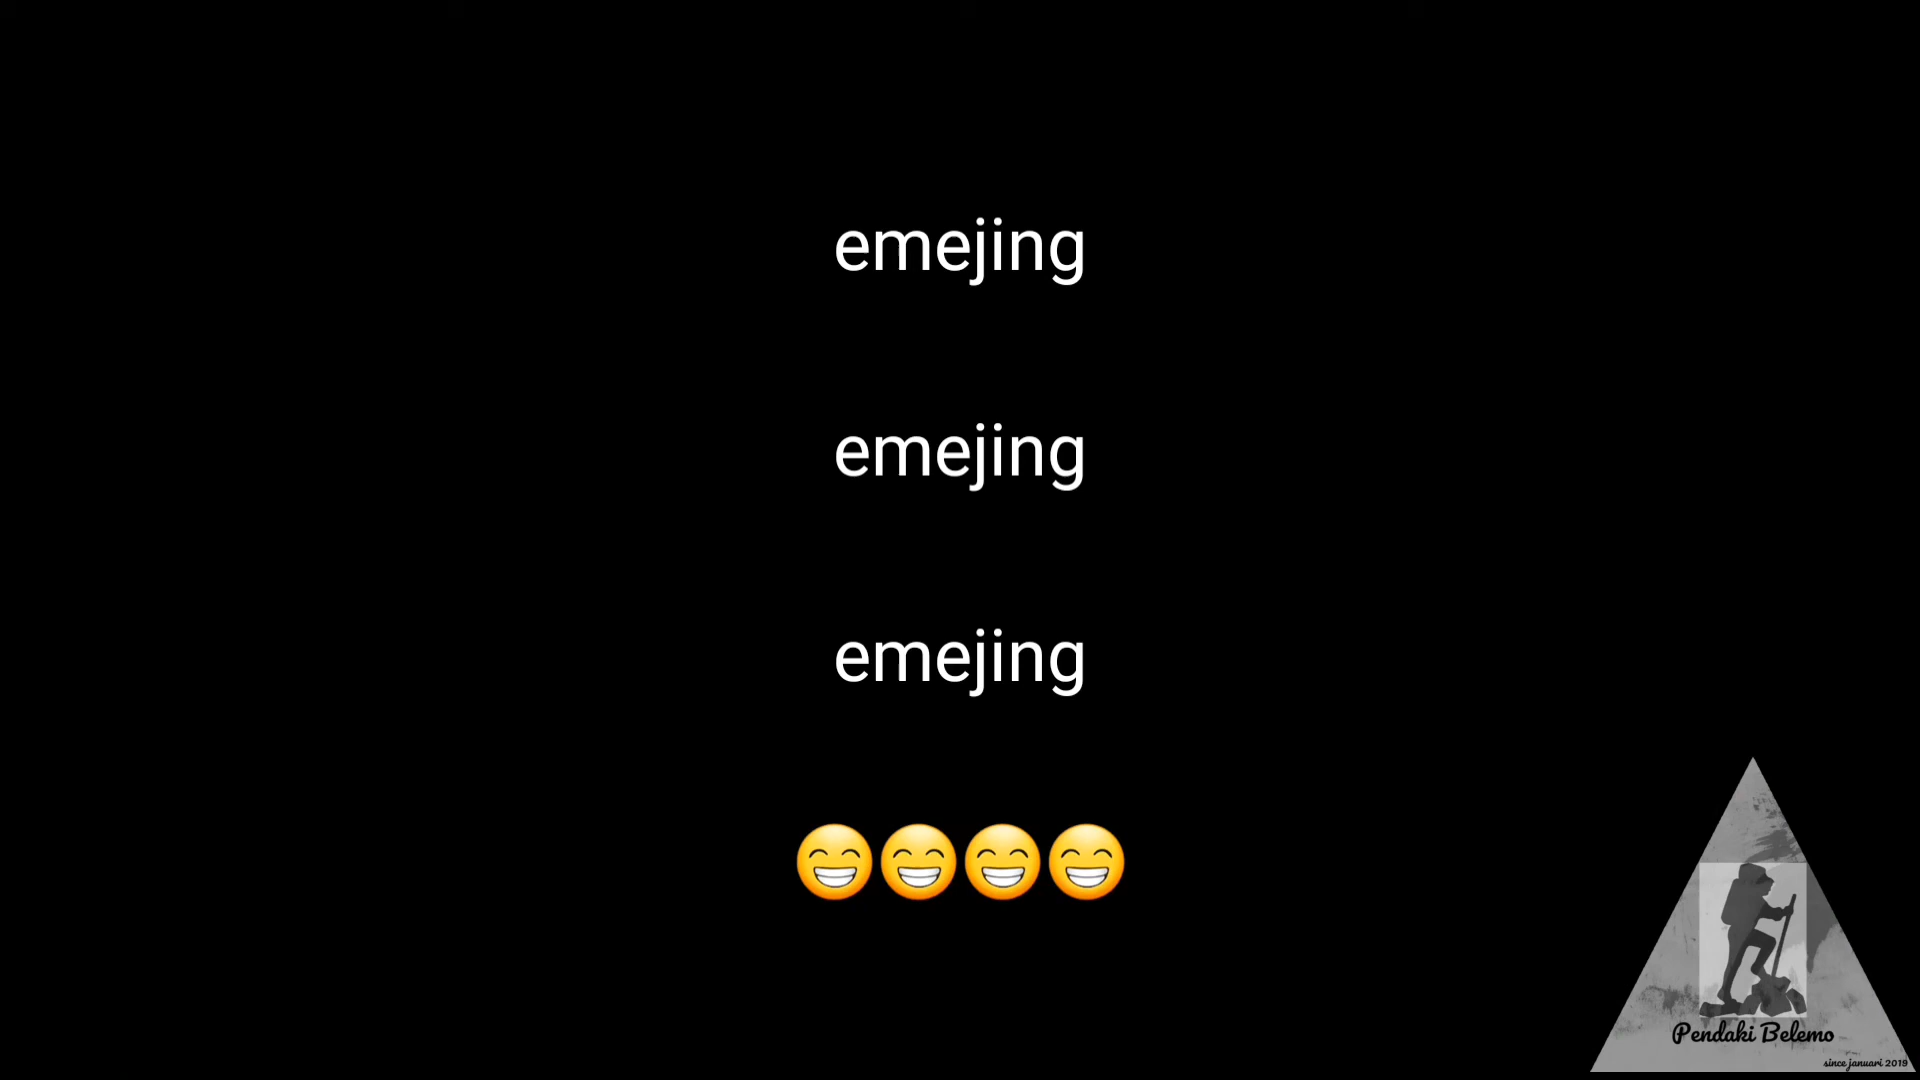 emejing
emejing
emejing
😁😁😁😁
Pendaki Belemo
since januari 2019